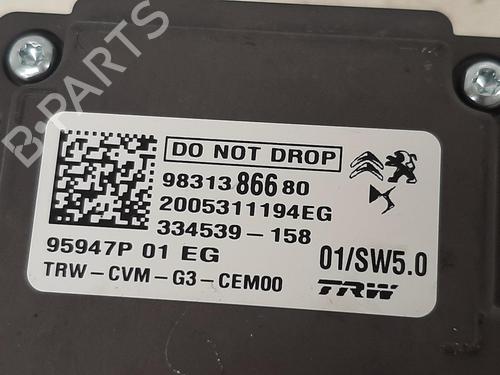 B-PARTS
DO NOT DROP
98313 866 80
2005311194EG
334539-158
95947P 01 EG
01/SW5.0
TRW-CVM-G3-CEM00
TRW